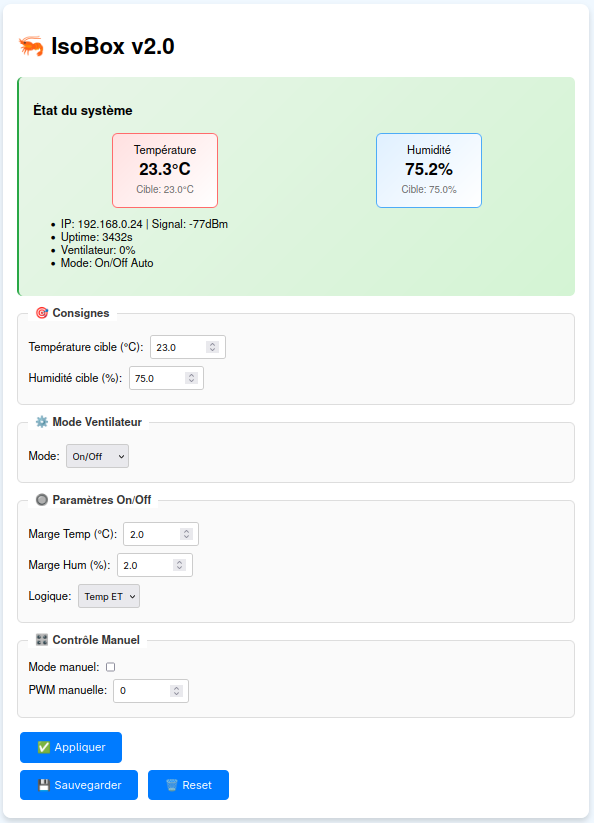 IsoBox v2.0
État du système
Température
23.3°C
Cible: 23.0°C
Humidité
75.2%
Cible: 75.0%
IP: 192.168.0.24 | Signal: -77dBm
Uptime: 3432s
Ventilateur: 0%
Mode: On/Off Auto
Consignes
Température cible (°C): 23.0
Humidité cible (%): 75.0
Mode Ventilateur
Mode: On/Off
Paramètres On/Off
Marge Temp (°C): 2.0
Marge Hum (%): 2.0
Logique: Temp ET
Contrôle Manuel
Mode manuel:
PWM manuelle: 0
Appliquer
Sauvegarder
Reset